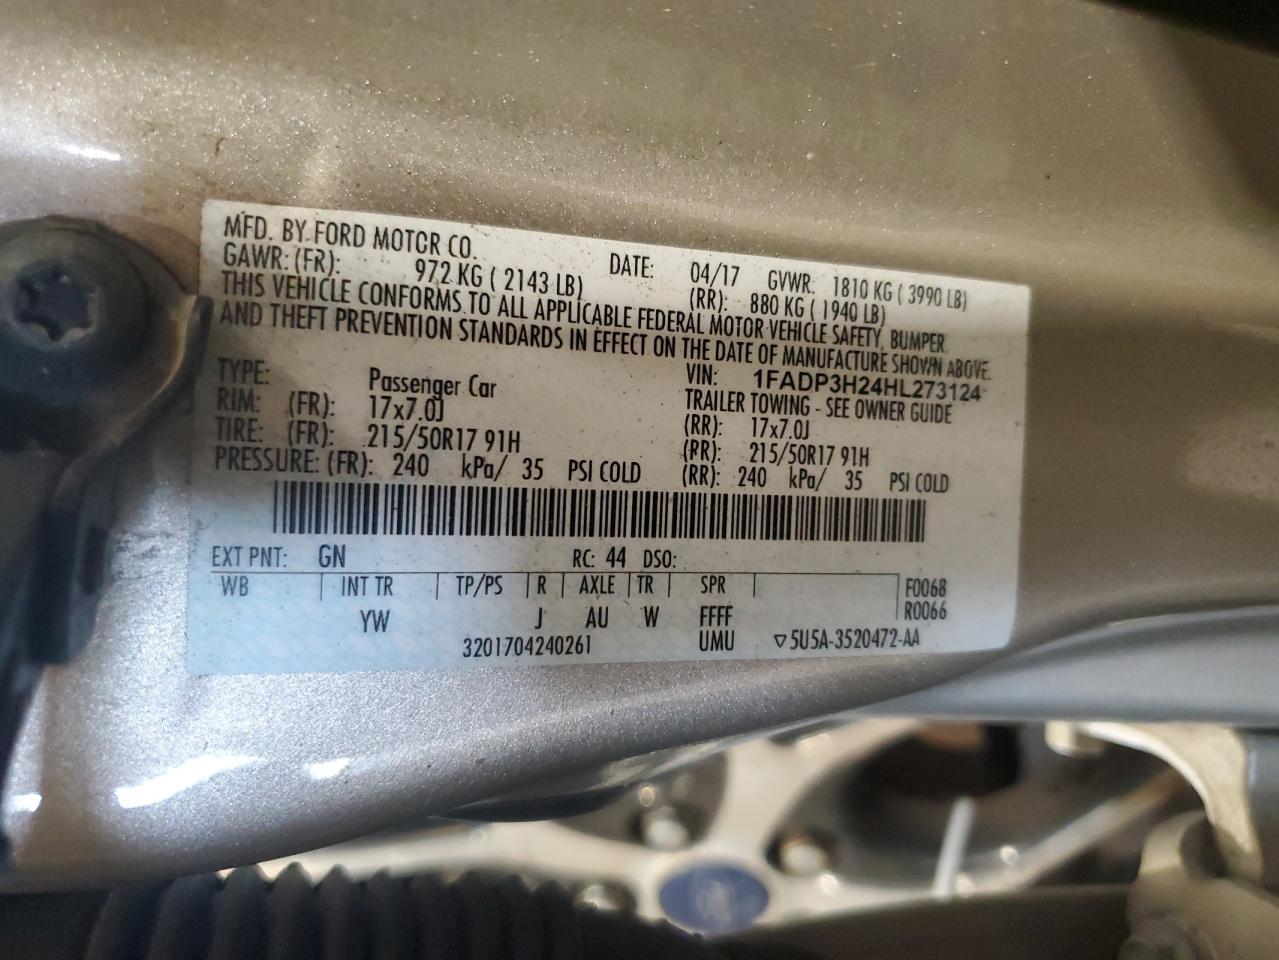 MFD. BY FORD MOTOR CO.
DATE: 04/17 GVWR: 1810 KG ( 3990 LB)
GAWR: (FR): 972 KG ( 2143 LB) (RR): 880 KG ( 1940 LB)
THIS VEHICLE CONFORMS TO ALL APPLICABLE FEDERAL MOTOR VEHICLE SAFETY, BUMPER,
AND THEFT PREVENTION STANDARDS IN EFFECT ON THE DATE OF MANUFACTURE SHOWN ABOVE.
VIN: 1FADP3H24HL273124
TYPE: Passenger Car TRAILER TOWING - SEE OWNER GUIDE
RIM: (FR): 17x7.0J (RR): 17x7.0J
TIRE: (FR): 215/50R17 91H (RR): 215/50R17 91H
PRESSURE: (FR): 240 kPa/ 35 PSI COLD (RR): 240 kPa/ 35 PSI COLD
EXT PNT: GN RC: 44 DSO:
WB INT TR TP/PS R AXLE TR SPR F0068
YW J AU W FFFF R0066
3201704240261 UMU ▽5U5A-3520472-AA